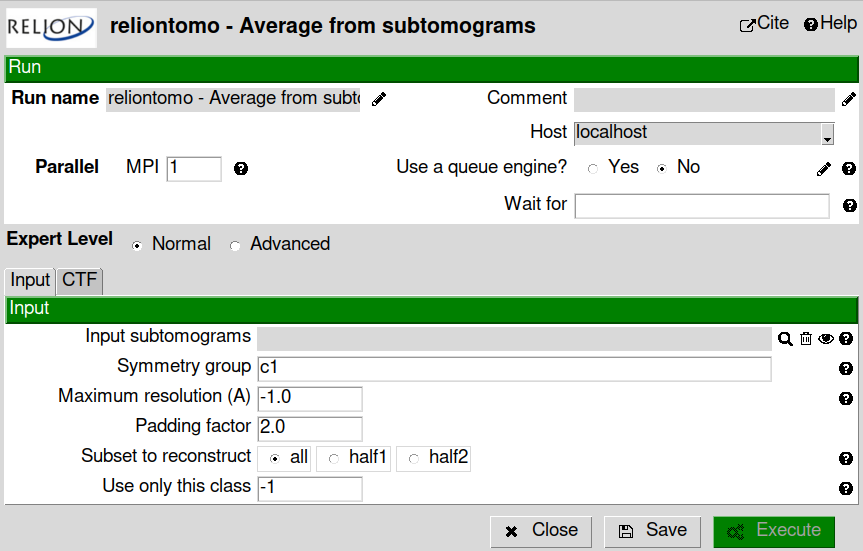 RELION reliontomo - Average from subtomograms Cite Help
Run
Run name reliontomo - Average from subto Comment
Host localhost
Parallel MPI 1 Use a queue engine? Yes No
Wait for
Expert Level Normal Advanced
Input CTF
Input
Input subtomograms
Symmetry group c1
Maximum resolution (A) -1.0
Padding factor 2.0
Subset to reconstruct all half1 half2
Use only this class -1
Close Save Execute